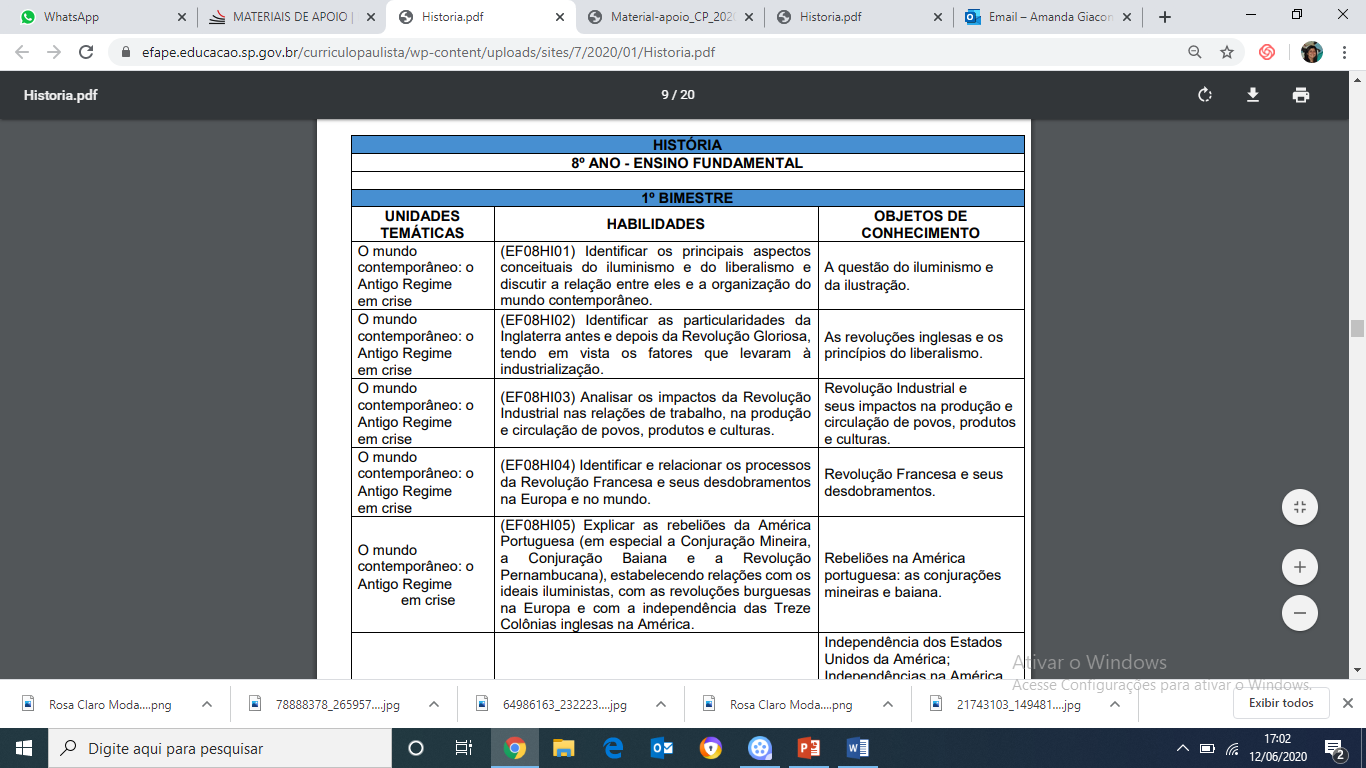 WhatsApp
MATERIAIS DE APOIO |
Historia.pdf
Material-apoio_CP_202
Historia.pdf
Email – Amanda Giacon
efape.educacao.sp.gov.br/curriculopaulista/wp-content/uploads/sites/7/2020/01/Historia.pdf
Historia.pdf
9 / 20
HISTÓRIA
8º ANO - ENSINO FUNDAMENTAL
1º BIMESTRE
UNIDADES
TEMÁTICAS
HABILIDADES
OBJETOS DE
CONHECIMENTO
O mundo
contemporâneo: o
Antigo Regime
em crise
(EF08HI01) Identificar os principais aspectos
conceituais do iluminismo e do liberalismo e
discutir a relação entre eles e a organização do
mundo contemporâneo.
A questão do iluminismo e
da ilustração.
O mundo
contemporâneo: o
Antigo Regime
em crise
(EF08HI02) Identificar as particularidades da
Inglaterra antes e depois da Revolução Gloriosa,
tendo em vista os fatores que levaram à
industrialização.
As revoluções inglesas e os
princípios do liberalismo.
O mundo
contemporâneo: o
Antigo Regime
em crise
(EF08HI03) Analisar os impactos da Revolução
Industrial nas relações de trabalho, na produção
e circulação de povos, produtos e culturas.
Revolução Industrial e
seus impactos na produção e
circulação de povos, produtos
e culturas.
O mundo
contemporâneo: o
Antigo Regime
em crise
(EF08HI04) Identificar e relacionar os processos
da Revolução Francesa e seus desdobramentos
na Europa e no mundo.
Revolução Francesa e seus
desdobramentos.
O mundo
contemporâneo: o
Antigo Regime
em crise
(EF08HI05) Explicar as rebeliões da América
Portuguesa (em especial a Conjuração Mineira,
a Conjuração Baiana e a Revolução
Pernambucana), estabelecendo relações com os
ideais iluministas, com as revoluções burguesas
na Europa e com a independência das Treze
Colônias inglesas na América.
Rebeliões na América
portuguesa: as conjurações
mineiras e baiana.
Independência dos Estados
Unidos da América;
Independências na América
Ativar o Windows
Acesse Configurações para ativar o Windows.
Rosa Claro Moda....png
78888378_265957....jpg
64986163_232223....jpg
Rosa Claro Moda....png
21743103_149481....jpg
Exibir todos
Digite aqui para pesquisar
17:02
12/06/2020
2